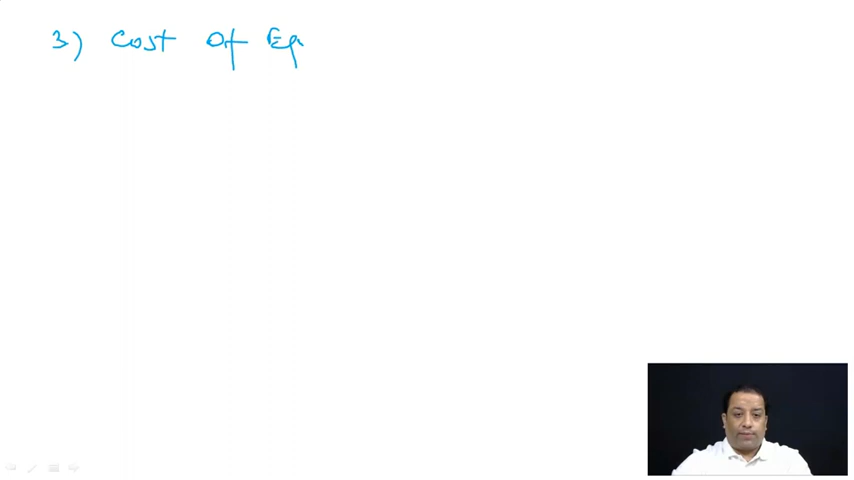 3) Cost Of Eq